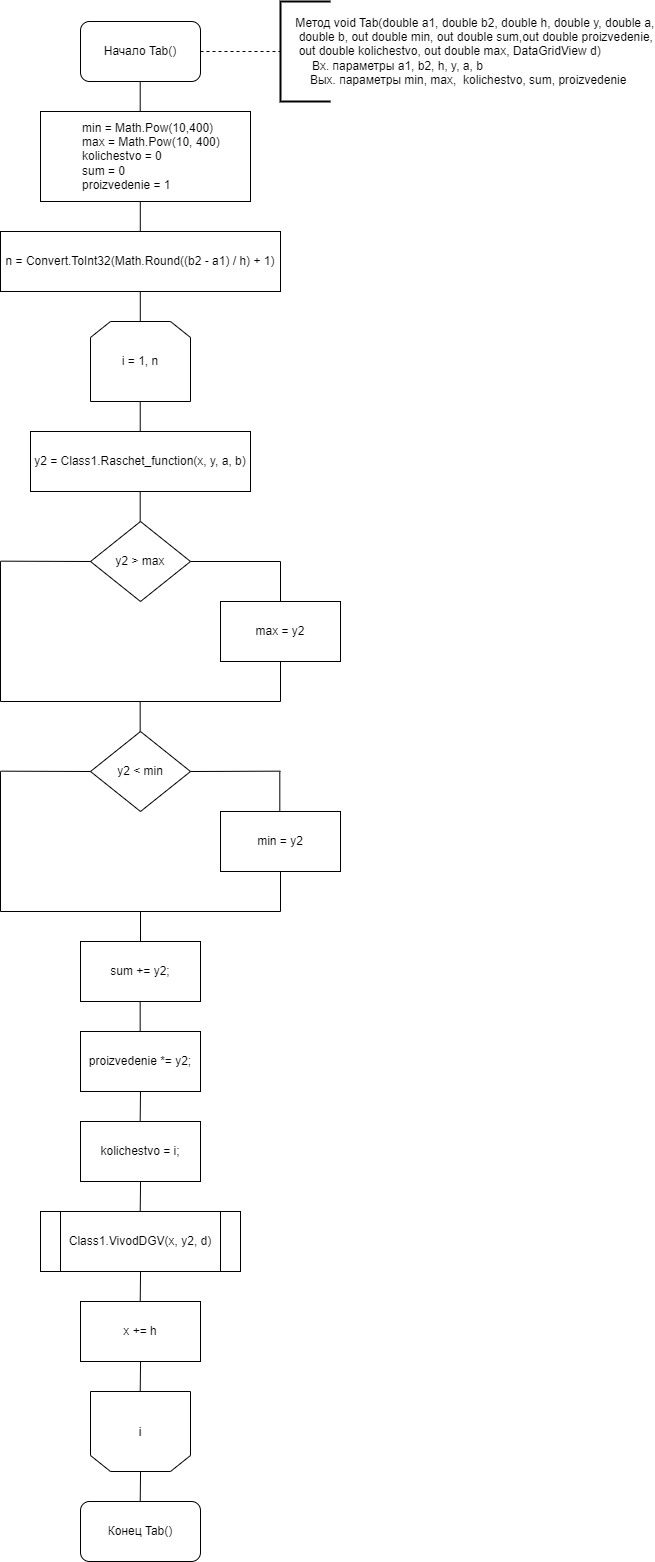 Начало Tab()
Метод void Tab(double a1, double b2, double h, double y, double a,
double b, out double min, out double sum,out double proizvedenie,
out double kolichestvo, out double max, DataGridView d)
Вх. параметры a1, b2, h, y, a, b
Вых. параметры min, max, kolichestvo, sum, proizvedenie
min = Math.Pow(10,400)
max = Math.Pow(10, 400)
kolichestvo = 0
sum = 0
proizvedenie = 1
n = Convert.ToInt32(Math.Round((b2 - a1) / h) + 1)
i = 1, n
y2 = Class1.Raschet_function(x, y, a, b)
y2 > max
max = y2
y2 < min
min = y2
sum += y2;
proizvedenie *= y2;
kolichestvo = i;
Class1.VivodDGV(x, y2, d)
x += h
i
Конец Tab()